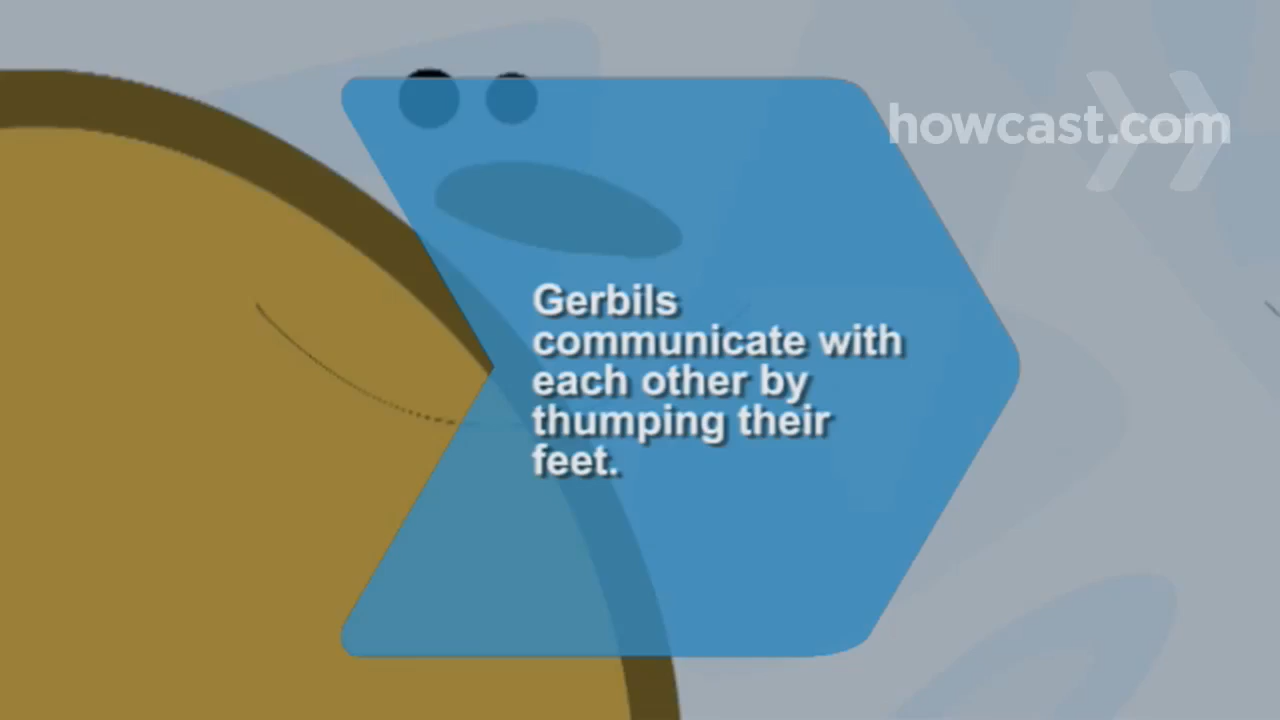 howcast.com
Gerbils
communicate with
each other by
thumping their
feet.